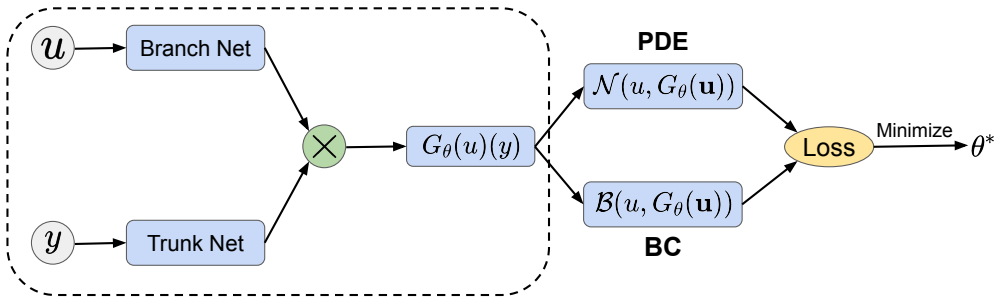 u
Branch Net
y
Trunk Net
×
G_θ(u)(y)
PDE
𝒩(u, G_θ(𝐮))
ℬ(u, G_θ(𝐮))
BC
Loss
Minimize
θ*